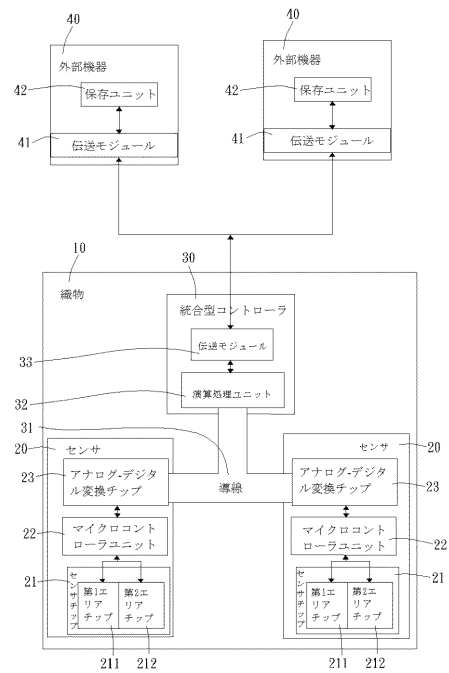 40
外部機器
42
保存ユニット
41
伝送モジュール
40
外部機器
42
保存ユニット
41
伝送モジュール
10
織物
30
統合型コントローラ
伝送モジュール
33
演算処理ユニット
32
31
導線
20
センサ
23
アナログ-デジタ
ル変換チップ
22
マイクロコント
ローラユニット
21
センサチップ
第1エ
リア
チップ
第2エ
リア
チップ
211
212
センサ
20
アナログ-デジタ
ル変換チップ
23
マイクロコント
ローラユニット
22
21
センサチップ
第1エ
リア
チップ
第2エ
リア
チップ
211
212